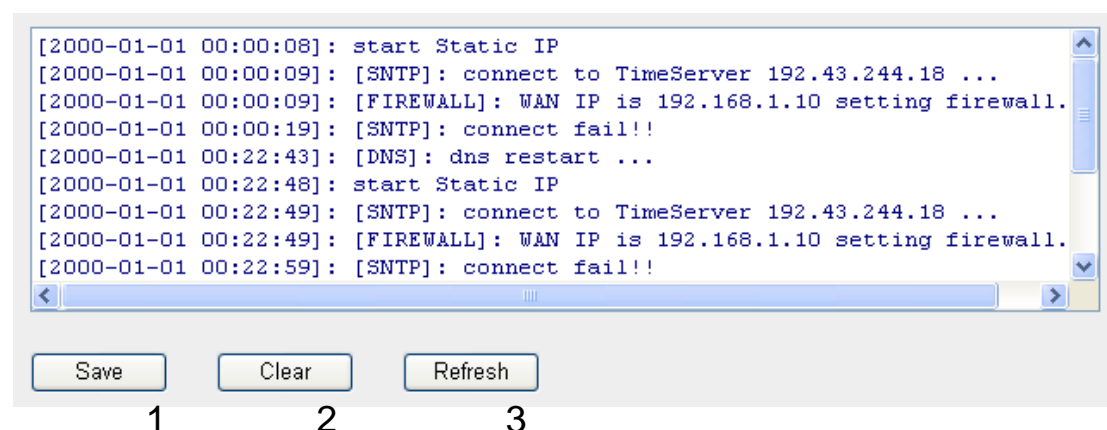 [2000-01-01 00:00:08]: start Static IP
[2000-01-01 00:00:09]: [SNTP]: connect to TimeServer 192.43.244.18 ...
[2000-01-01 00:00:09]: [FIREWALL]: WAN IP is 192.168.1.10 setting firewall.
[2000-01-01 00:00:19]: [SNTP]: connect fail!!
[2000-01-01 00:22:43]: [DNS]: dns restart ...
[2000-01-01 00:22:48]: start Static IP
[2000-01-01 00:22:49]: [SNTP]: connect to TimeServer 192.43.244.18 ...
[2000-01-01 00:22:49]: [FIREWALL]: WAN IP is 192.168.1.10 setting firewall.
[2000-01-01 00:22:59]: [SNTP]: connect fail!!
Save Clear Refresh
1 2 3